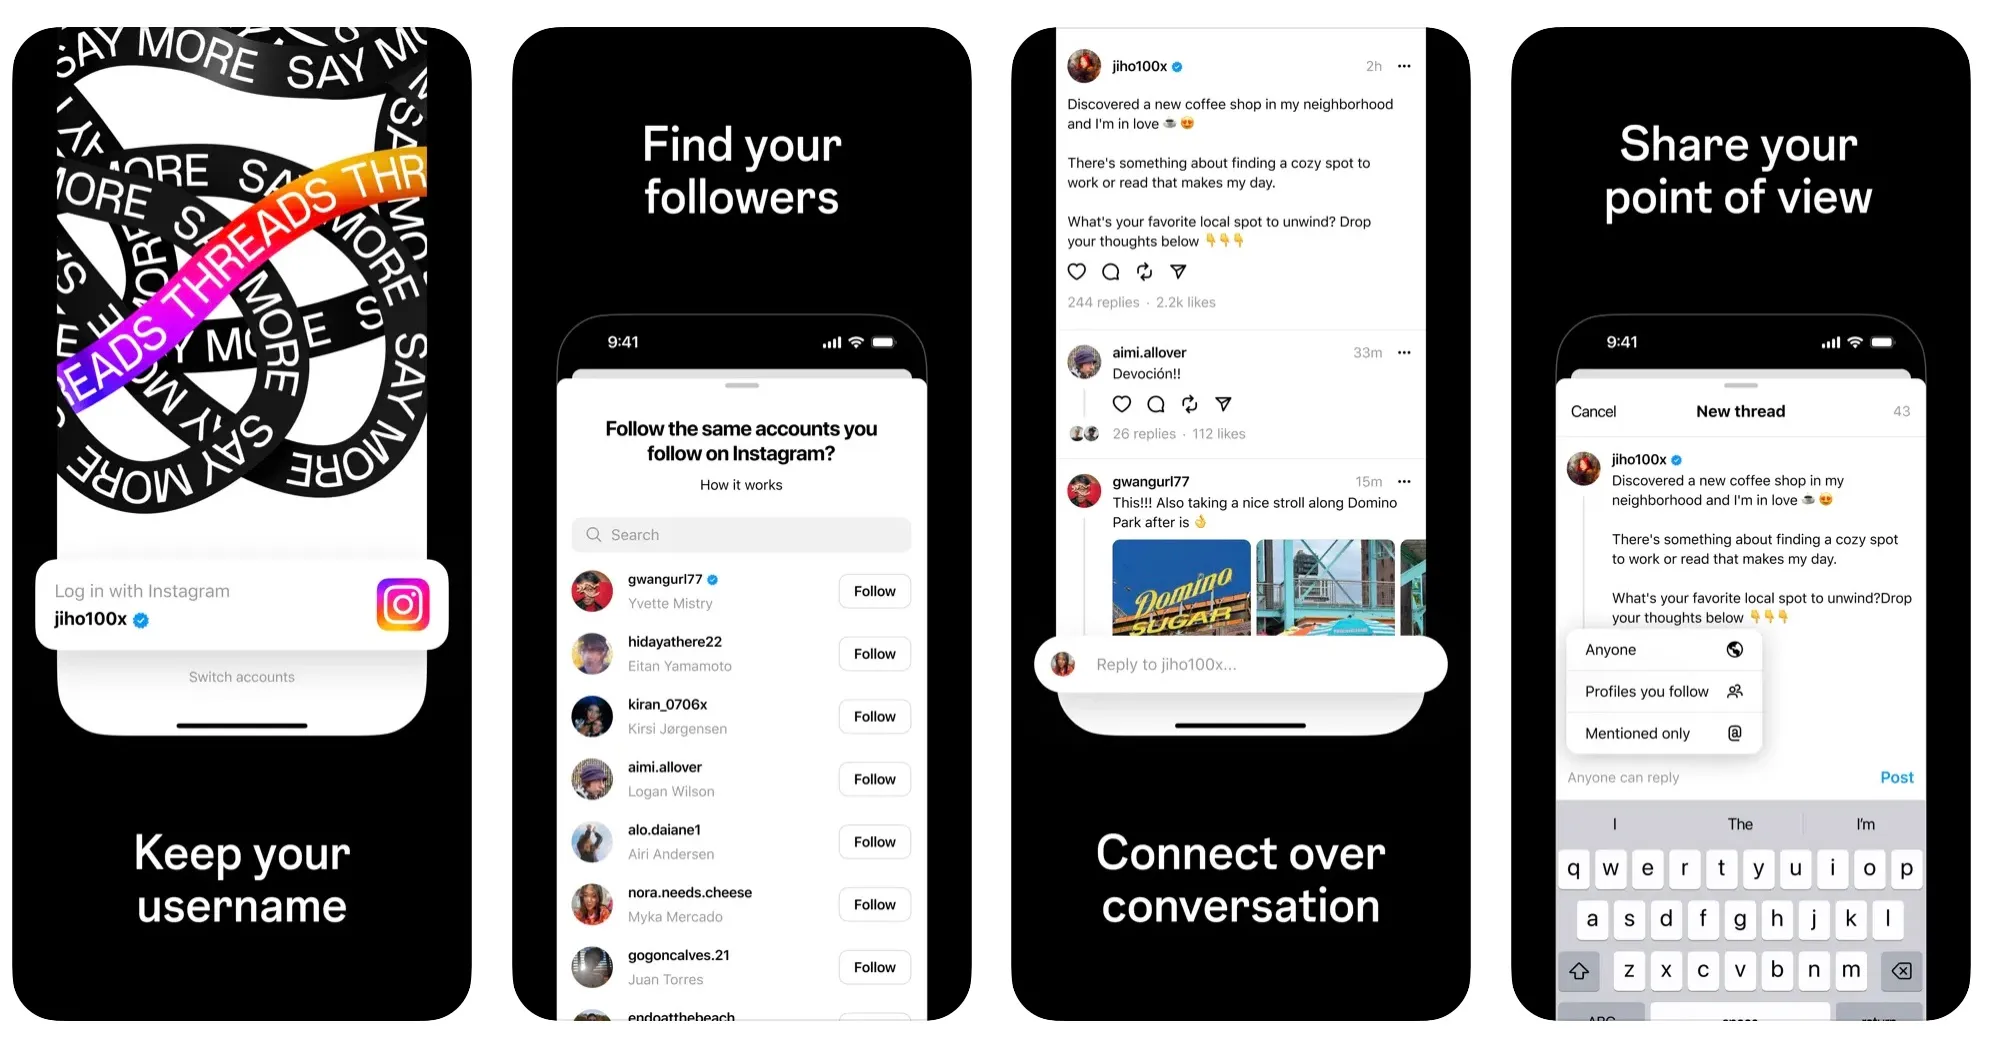 SAY MORE SAY MORE
SAY MORE
MORE SAY
MORE SAY MORE
THREADS THREADS THR
SAY MORE SAY MORE
SAY MORE
Log in with Instagram
jiho100x
Switch accounts
Keep your
username
Find your
followers
9:41
Follow the same accounts you
follow on Instagram?
How it works
Search
gwangurl77
Yvette Mistry
Follow
hidayathere22
Eitan Yamamoto
Follow
kiran_0706x
Kirsi Jørgensen
Follow
aimi.allover
Logan Wilson
Follow
alo.daiane1
Airi Andersen
Follow
nora.needs.cheese
Myka Mercado
Follow
gogoncalves.21
Juan Torres
Follow
endoatthebeach
jiho100x 2h
Discovered a new coffee shop in my neighborhood
and I'm in love ☕😍
There's something about finding a cozy spot to
work or read that makes my day.
What's your favorite local spot to unwind? Drop
your thoughts below 👇👇👇
244 replies · 2.2k likes
aimi.allover 33m
Devoción!!
26 replies · 112 likes
gwangurl77 15m
This!!! Also taking a nice stroll along Domino
Park after is 👌
Domino
SUGAR
Reply to jiho100x...
Connect over
conversation
Share your
point of view
9:41
Cancel New thread 43
jiho100x
Discovered a new coffee shop in my
neighborhood and I'm in love ☕😍
There's something about finding a cozy spot
to work or read that makes my day.
What's your favorite local spot to unwind?Drop
your thoughts below 👇👇👇
Anyone
Profiles you follow
Mentioned only
Anyone can reply Post
I The I'm
q w e r t y u i o p
a s d f g h j k l
z x c v b n m
ABC space return